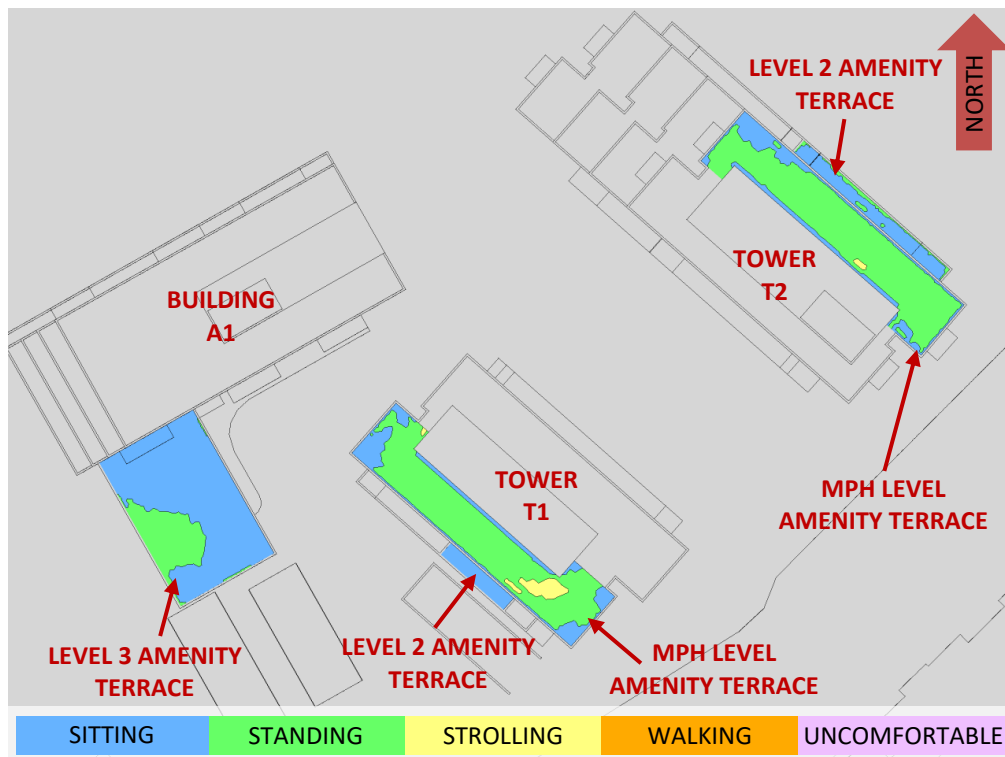 LEVEL 2 AMENITY
TERRACE
NORTH
BUILDING
A1
TOWER
T2
TOWER
T1
MPH LEVEL
AMENITY TERRACE
LEVEL 3 AMENITY
TERRACE
LEVEL 2 AMENITY
TERRACE
MPH LEVEL
AMENITY TERRACE
SITTING
STANDING
STROLLING
WALKING
UNCOMFORTABLE